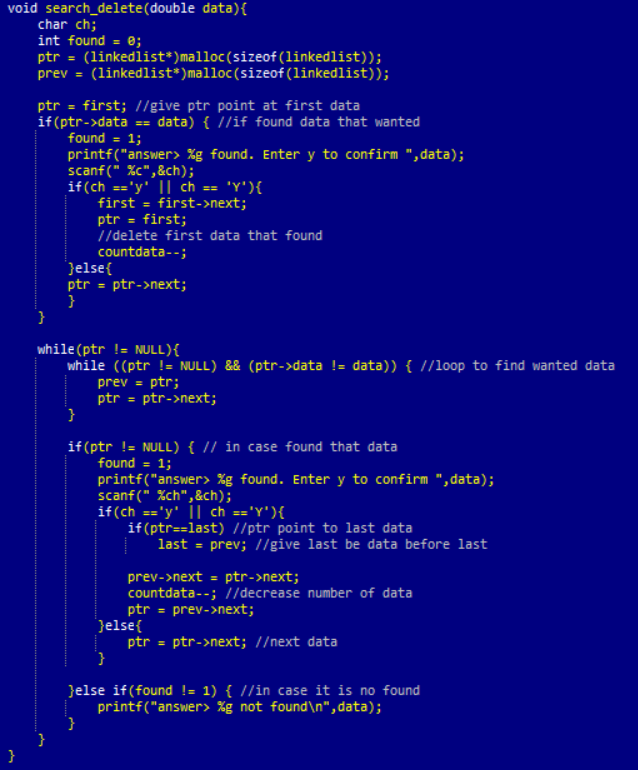 void search_delete(double data){
    char ch;
    int found = 0;
    ptr = (linkedlist*)malloc(sizeof(linkedlist));
    prev = (linkedlist*)malloc(sizeof(linkedlist));

    ptr = first; //give ptr point at first data
    if(ptr->data == data) { //if found data that wanted
        found = 1;
        printf("answer> %g found. Enter y to confirm ",data);
        scanf(" %c",&ch);
        if(ch =='y' || ch == 'Y'){
            first = first->next;
            ptr = first;
            //delete first data that found
            countdata--;
        }else{
        ptr = ptr->next;
        }
    }

    while(ptr != NULL){
        while ((ptr != NULL) && (ptr->data != data)) { //loop to find wanted data
            prev = ptr;
            ptr = ptr->next;
        }

        if(ptr != NULL) { // in case found that data
            found = 1;
            printf("answer> %g found. Enter y to confirm ",data);
            scanf(" %ch",&ch);
            if(ch =='y' || ch =='Y'){
                if(ptr==last) //ptr point to last data
                    last = prev; //give last be data before last

                prev->next = ptr->next;
                countdata--; //decrease number of data
                ptr = prev->next;
            }else{
                ptr = ptr->next; //next data
            }

        }else if(found != 1) { //in case it is no found
            printf("answer> %g not found\n",data);
        }
    }
}